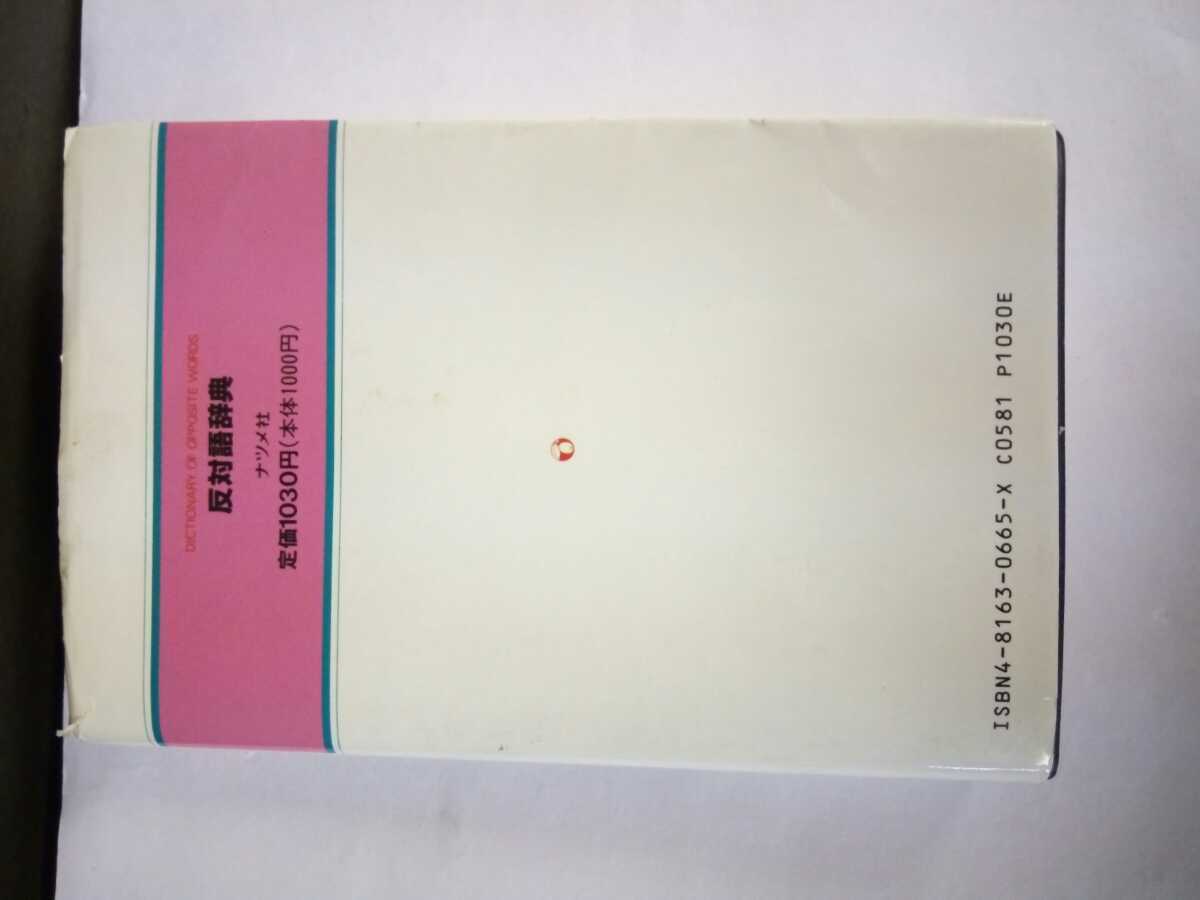 DICTIONARY OF OPPOSITE WORDS
反対語辞典
ナツメ社
定価1030円(本体1000円)
ISBN4-8163-0665-X C0581 P1030E